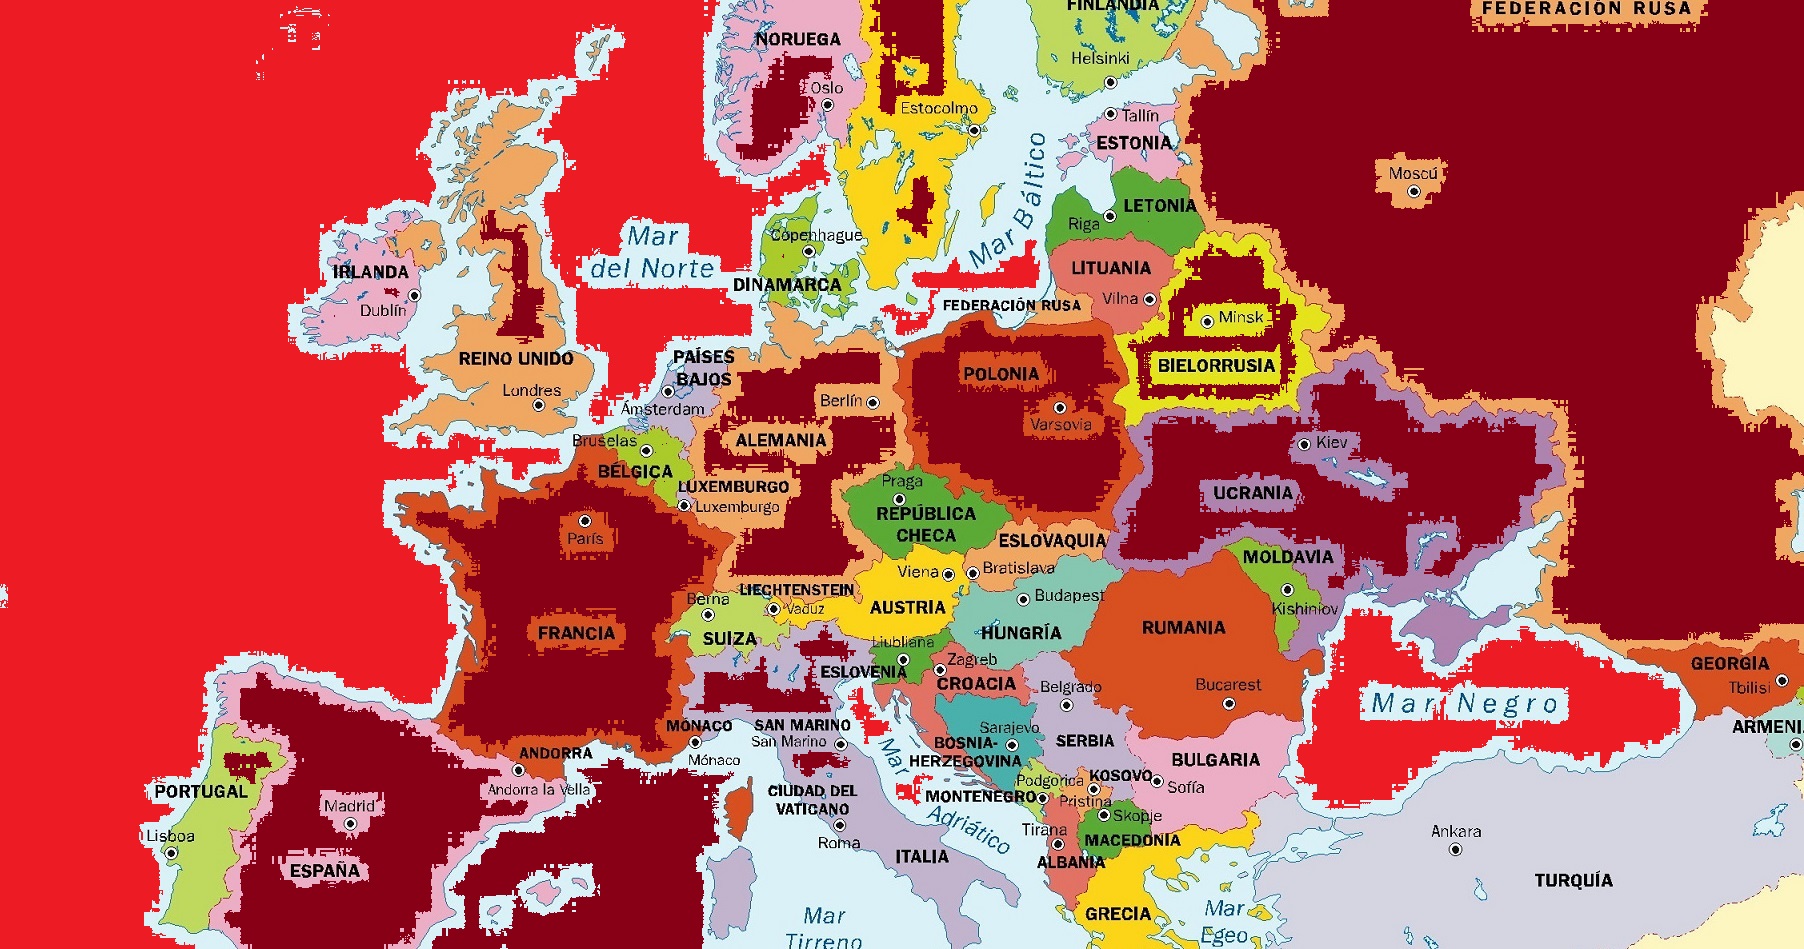 FINLANDIA
FEDERACIÓN RUSA
NORUEGA
Helsinki
Oslo
Estocolmo
Tallín
ESTONIA
Mar Báltico
Moscú
LETONIA
Riga
Copenhague
Mar
del Norte
IRLANDA
Dublín
DINAMARCA
LITUANIA
Vilna
FEDERACIÓN RUSA
Minsk
BIELORRUSIA
REINO UNIDO
Londres
PAÍSES
BAJOS
Ámsterdam
POLONIA
Varsovia
Berlín
ALEMANIA
Bruselas
BÉLGICA
LUXEMBURGO
Luxemburgo
Kiev
UCRANIA
Praga
REPÚBLICA
CHECA
París
ESLOVAQUIA
Bratislava
Viena
MOLDAVIA
Kishiniov
LIECHTENSTEIN
Vaduz
AUSTRIA
Budapest
HUNGRÍA
Berna
SUIZA
FRANCIA
RUMANIA
Bucarest
Liubliana
ESLOVENIA
Zagreb
CROACIA
Belgrado
GEORGIA
Tbilisi
Mar Negro
ARMENI
MÓNACO
Mónaco
SAN MARINO
San Marino
Sarajevo
BOSNIA-
HERZEGOVINA
SERBIA
BULGARIA
Sofía
ANDORRA
Andorra la Vella
Mar
Adriático
Podgorica
MONTENEGRO
KOSOVO
Pristina
Skopje
MACEDONIA
PORTUGAL
Lisboa
Madrid
ESPAÑA
CIUDAD DEL
VATICANO
Roma
ITALIA
Tirana
ALBANIA
Ankara
TURQUÍA
GRECIA
Mar
Tirreno
Mar
Egeo